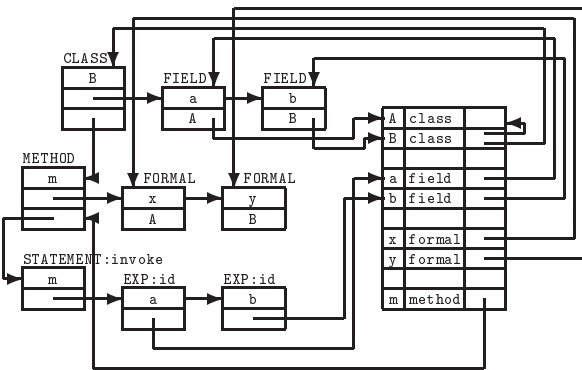 CLASS
B
FIELD
a
A
FIELD
b
B
METHOD
m
FORMAL
x
A
FORMAL
y
B
STATEMENT:invoke
m
EXP:id
a
EXP:id
b
A class
B class
a field
b field
x formal
y formal
m method